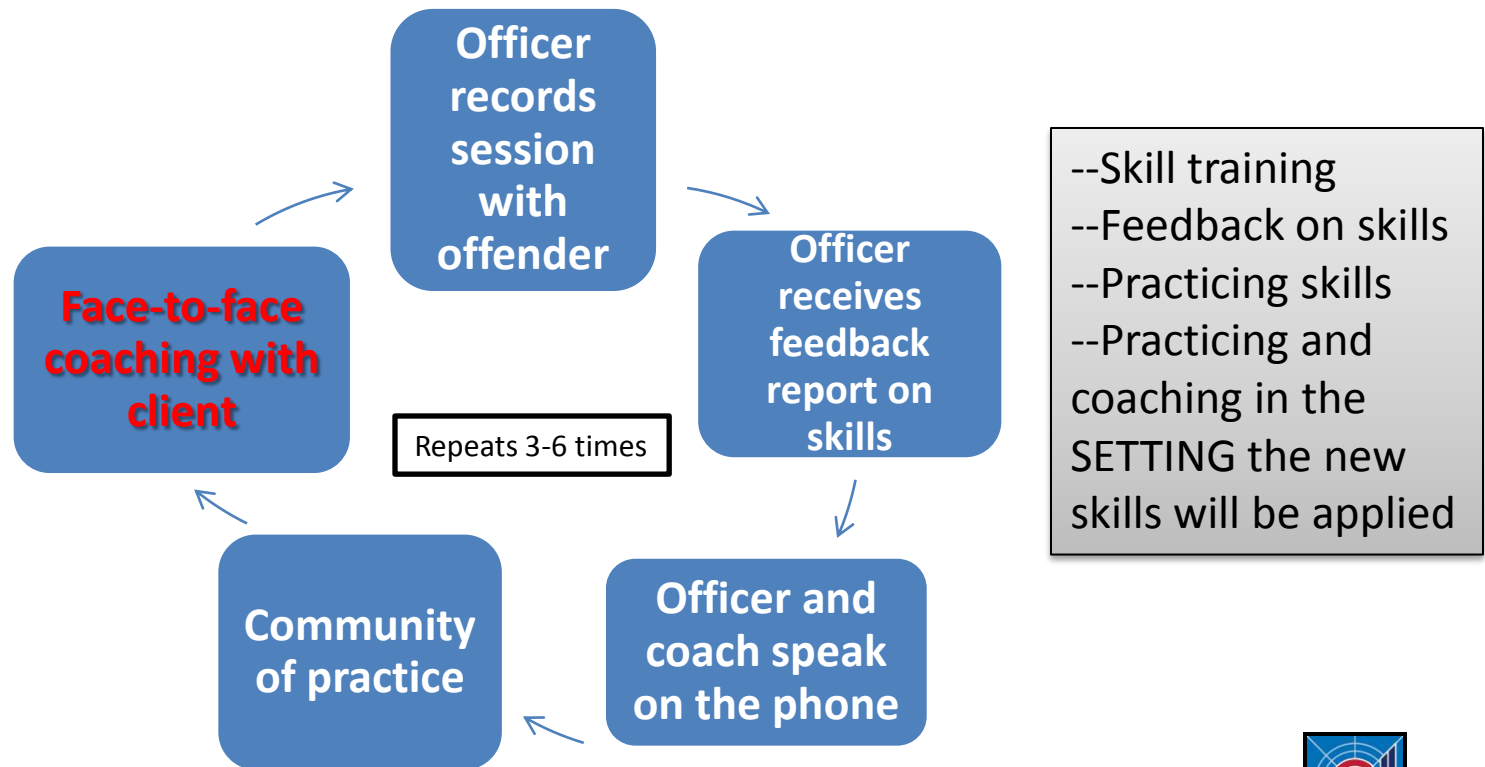 Officer
records
session
with
offender
Officer
receives
feedback
report on
skills
Officer and
coach speak
on the phone
Community
of practice
Face-to-face
coaching with
client
Repeats 3-6 times
--Skill training
--Feedback on skills
--Practicing skills
--Practicing and
coaching in the
SETTING the new
skills will be applied